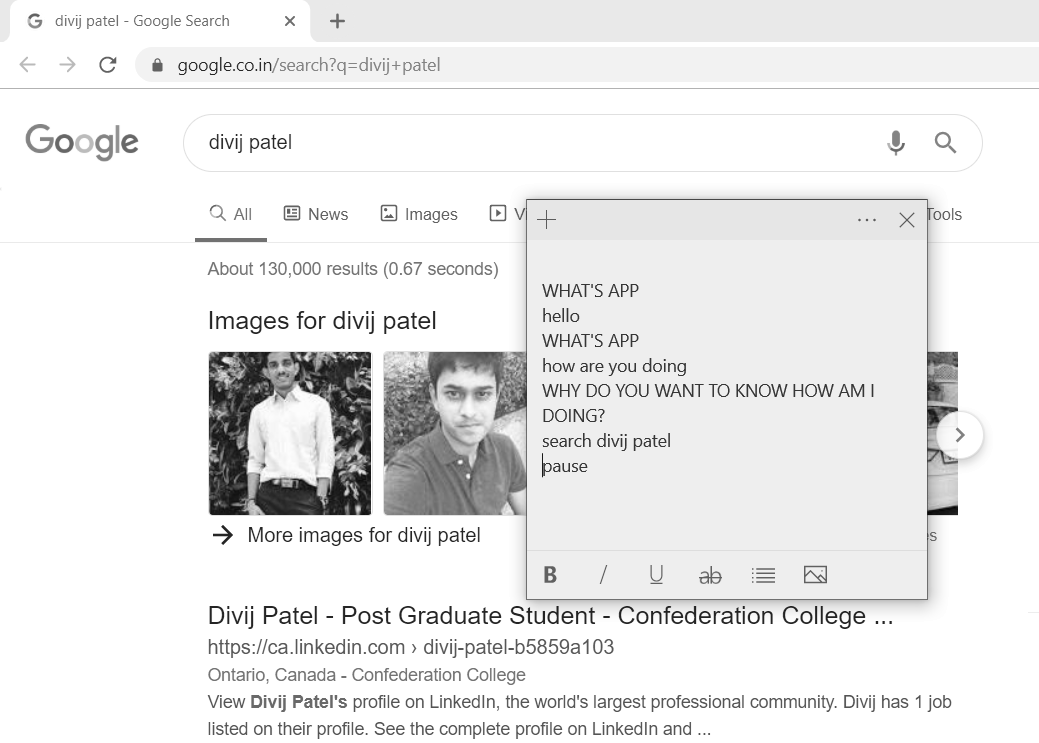 divij patel - Google Search
google.co.in/search?q=divij+patel
Google
divij patel
All News Images V Tools
About 130,000 results (0.67 seconds)
Images for divij patel
More images for divij patel
WHAT'S APP
hello
WHAT'S APP
how are you doing
WHY DO YOU WANT TO KNOW HOW AM I
DOING?
search divij patel
pause
B / U ab
Divij Patel - Post Graduate Student - Confederation College ...
https://ca.linkedin.com › divij-patel-b5859a103
Ontario, Canada - Confederation College
View Divij Patel's profile on LinkedIn, the world's largest professional community. Divij has 1 job
listed on their profile. See the complete profile on LinkedIn and ...